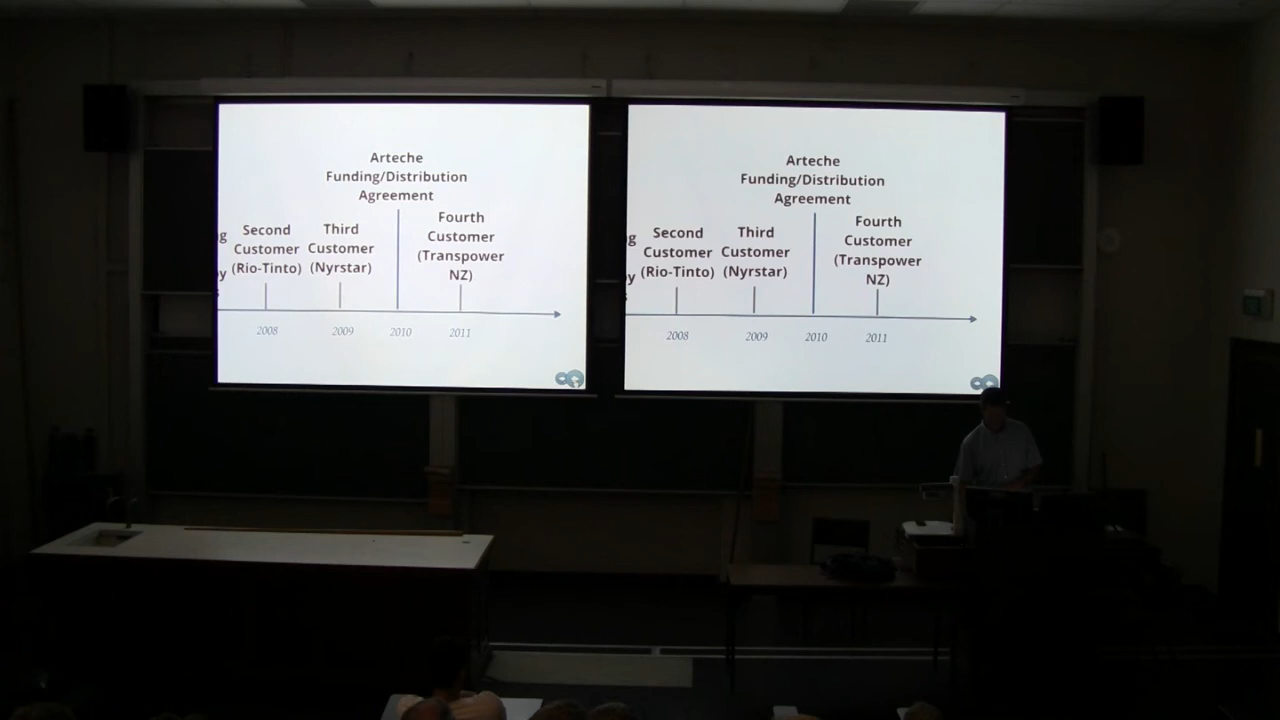 Arteche
Funding/Distribution
Agreement
g
y
Second
Customer
(Rio-Tinto)
Third
Customer
(Nyrstar)
Fourth
Customer
(Transpower
NZ)
2008
2009
2010
2011
Arteche
Funding/Distribution
Agreement
g
y
Second
Customer
(Rio-Tinto)
Third
Customer
(Nyrstar)
Fourth
Customer
(Transpower
NZ)
2008
2009
2010
2011